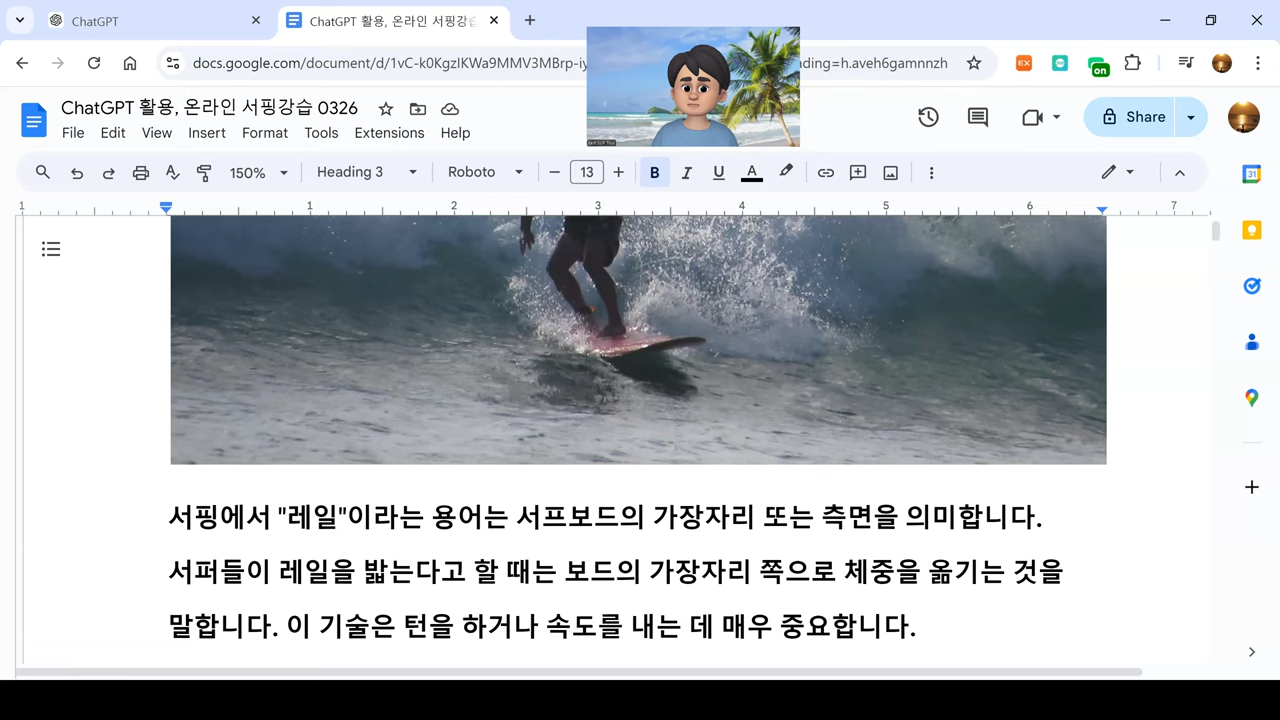 ChatGPT
ChatGPT 활용, 온라인 서핑강습
docs.google.com/document/d/1vC-k0KgzIKWa9MMV3MBrp-iy
ding=h.aveh6gamnnzh
EX
on
ChatGPT 활용, 온라인 서핑강습 0326
Share
File Edit View Insert Format Tools Extensions Help
150% Heading 3 Roboto 13 B I U A
31
1 1 2 3 4 5 6 7
서핑에서 "레일"이라는 용어는 서프보드의 가장자리 또는 측면을 의미합니다.
서퍼들이 레일을 밟는다고 할 때는 보드의 가장자리 쪽으로 체중을 옮기는 것을
말합니다. 이 기술은 턴을 하거나 속도를 내는 데 매우 중요합니다.